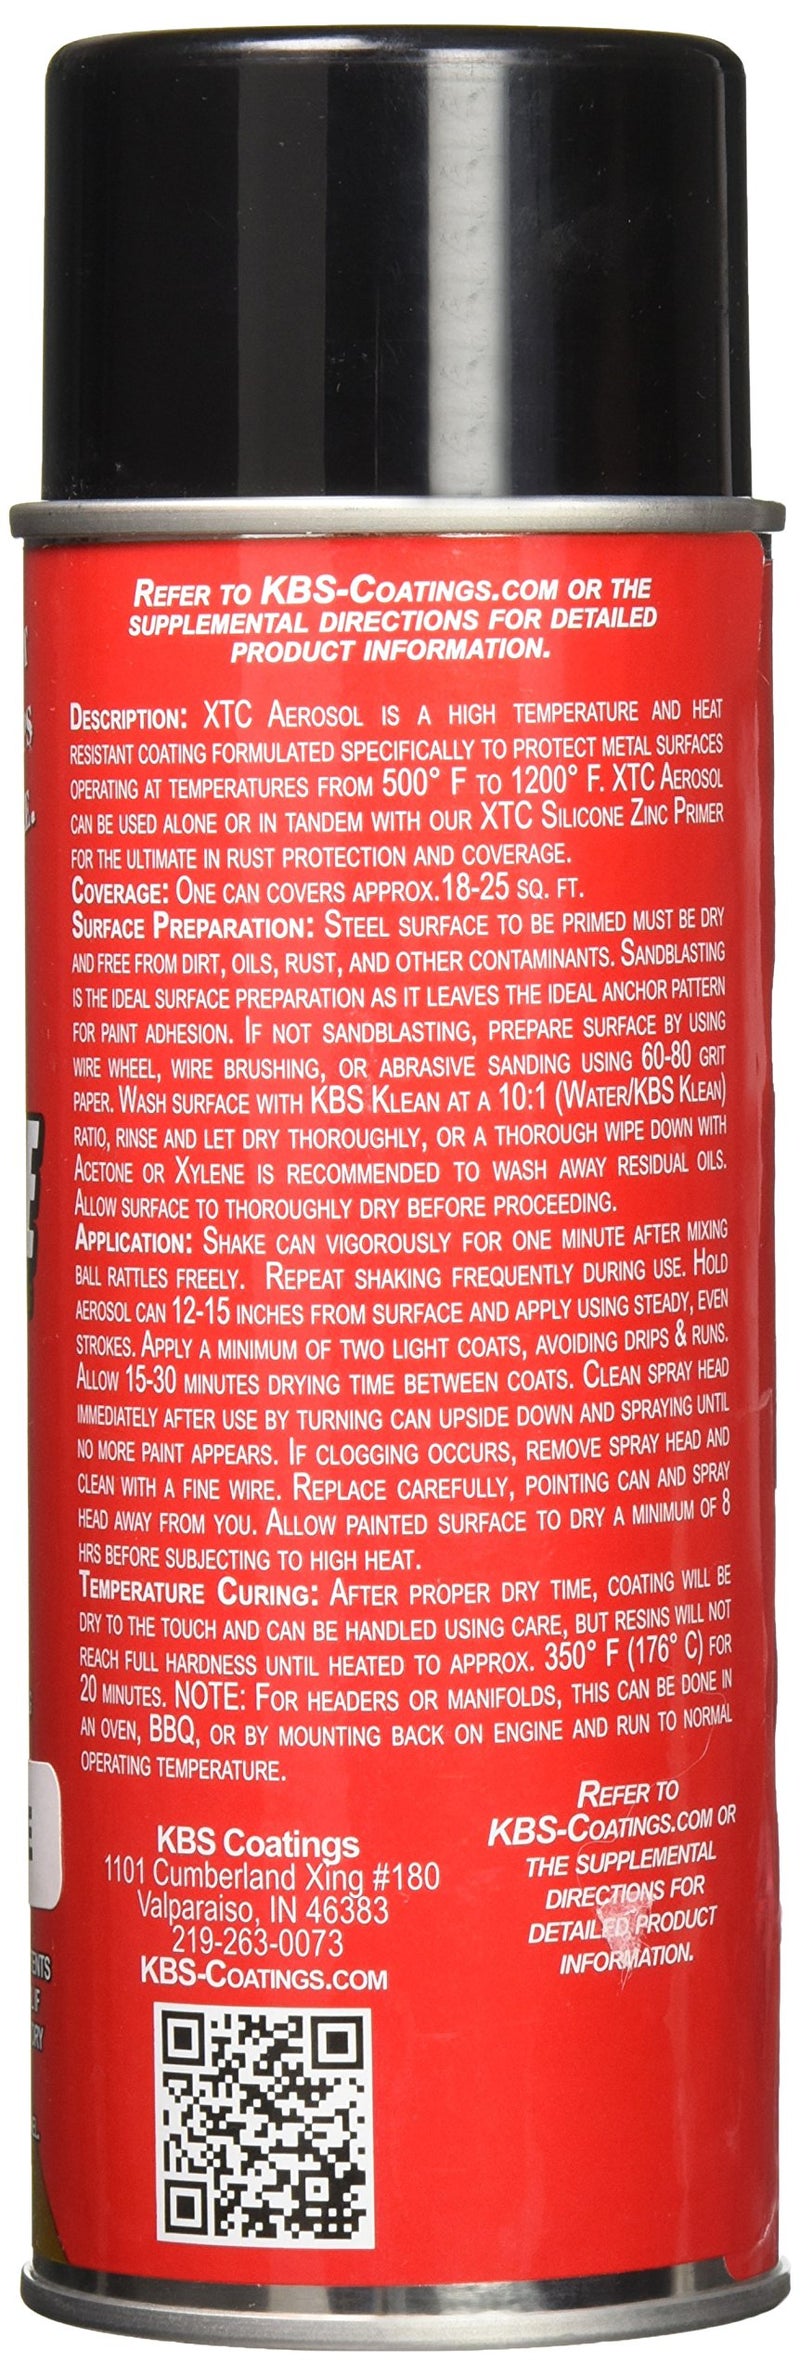 REFER TO KBS-COATINGS.COM OR THE
SUPPLEMENTAL DIRECTIONS FOR DETAILED
PRODUCT INFORMATION.
DESCRIPTION: XTC AEROSOL IS A HIGH TEMPERATURE AND HEAT
RESISTANT COATING FORMULATED SPECIFICALLY TO PROTECT METAL SURFACES
OPERATING AT TEMPERATURES FROM 500° F TO 1200° F. XTC AEROSOL
CAN BE USED ALONE OR IN TANDEM WITH OUR XTC SILICONE ZINC PRIMER
FOR THE ULTIMATE IN RUST PROTECTION AND COVERAGE.
COVERAGE: ONE CAN COVERS APPROX.18-25 SQ. FT.
SURFACE PREPARATION: STEEL SURFACE TO BE PRIMED MUST BE DRY
AND FREE FROM DIRT, OILS, RUST, AND OTHER CONTAMINANTS. SANDBLASTING
IS THE IDEAL SURFACE PREPARATION AS IT LEAVES THE IDEAL ANCHOR PATTERN
FOR PAINT ADHESION. IF NOT SANDBLASTING, PREPARE SURFACE BY USING
WIRE WHEEL, WIRE BRUSHING, OR ABRASIVE SANDING USING 60-80 GRIT
PAPER. WASH SURFACE WITH KBS KLEAN AT A 10:1 (WATER/KBS KLEAN)
RATIO, RINSE AND LET DRY THOROUGHLY, OR A THOROUGH WIPE DOWN WITH
ACETONE OR XYLENE IS RECOMMENDED TO WASH AWAY RESIDUAL OILS.
ALLOW SURFACE TO THOROUGHLY DRY BEFORE PROCEEDING.
APPLICATION: SHAKE CAN VIGOROUSLY FOR ONE MINUTE AFTER MIXING
BALL RATTLES FREELY. REPEAT SHAKING FREQUENTLY DURING USE. HOLD
AEROSOL CAN 12-15 INCHES FROM SURFACE AND APPLY USING STEADY, EVEN
STROKES. APPLY A MINIMUM OF TWO LIGHT COATS, AVOIDING DRIPS & RUNS.
ALLOW 15-30 MINUTES DRYING TIME BETWEEN COATS. CLEAN SPRAY HEAD
IMMEDIATELY AFTER USE BY TURNING CAN UPSIDE DOWN AND SPRAYING UNTIL
NO MORE PAINT APPEARS. IF CLOGGING OCCURS, REMOVE SPRAY HEAD AND
CLEAN WITH A FINE WIRE. REPLACE CAREFULLY, POINTING CAN AND SPRAY
HEAD AWAY FROM YOU. ALLOW PAINTED SURFACE TO DRY A MINIMUM OF 8
HRS BEFORE SUBJECTING TO HIGH HEAT.
TEMPERATURE CURING: AFTER PROPER DRY TIME, COATING WILL BE
DRY TO THE TOUCH AND CAN BE HANDLED USING CARE, BUT RESINS WILL NOT
REACH FULL HARDNESS UNTIL HEATED TO APPROX. 350° F (176° C) FOR
20 MINUTES. NOTE: FOR HEADERS OR MANIFOLDS, THIS CAN BE DONE IN
AN OVEN, BBQ, OR BY MOUNTING BACK ON ENGINE AND RUN TO NORMAL
OPERATING TEMPERATURE.
KBS Coatings
1101 Cumberland Xing #180
Valparaiso, IN 46383
219-263-0073
KBS-COATINGS.COM
REFER TO
KBS-COATINGS.COM OR
THE SUPPLEMENTAL
DIRECTIONS FOR
DETAILED PRODUCT
INFORMATION.